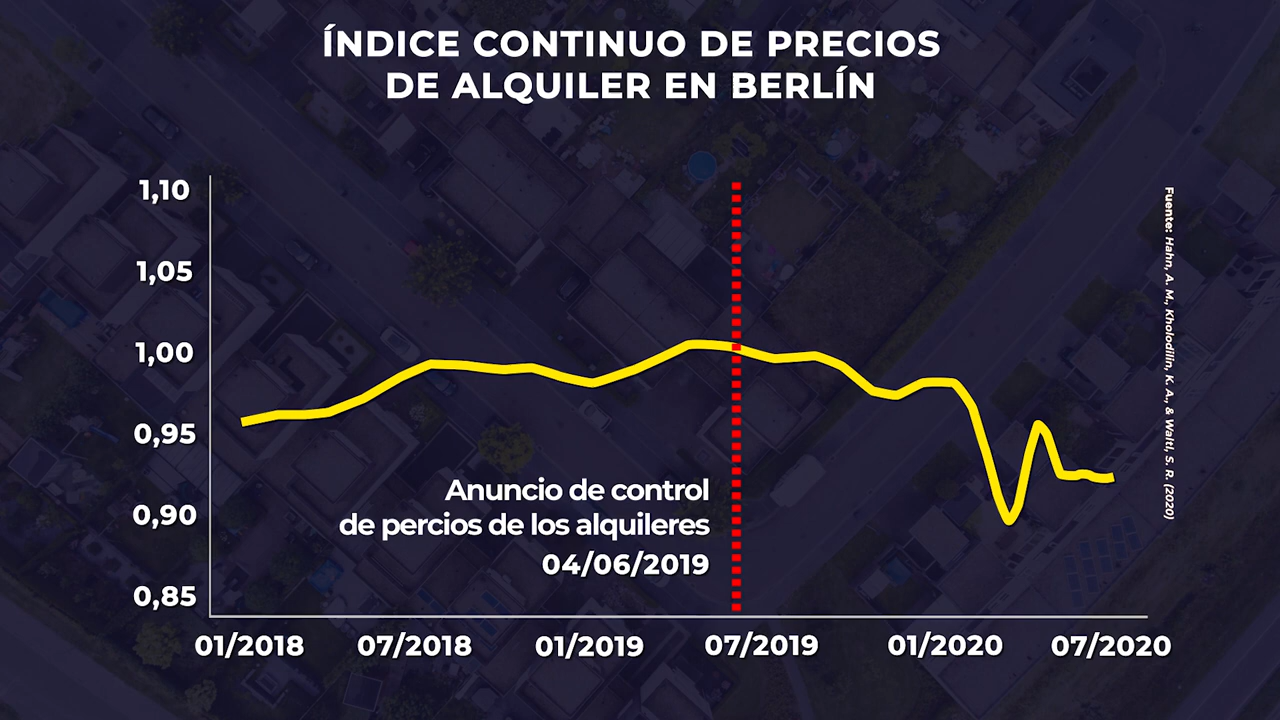 ÍNDICE CONTINUO DE PRECIOS
DE ALQUILER EN BERLÍN
1,10
1,05
1,00
0,95
0,90
0,85
Anuncio de control
de percios de los alquileres
04/06/2019
01/2018
07/2018
01/2019
07/2019
01/2020
07/2020
Fuente: Hahn, A. M., Kholodilin, K. A., & Waltl, S. R. (2020)